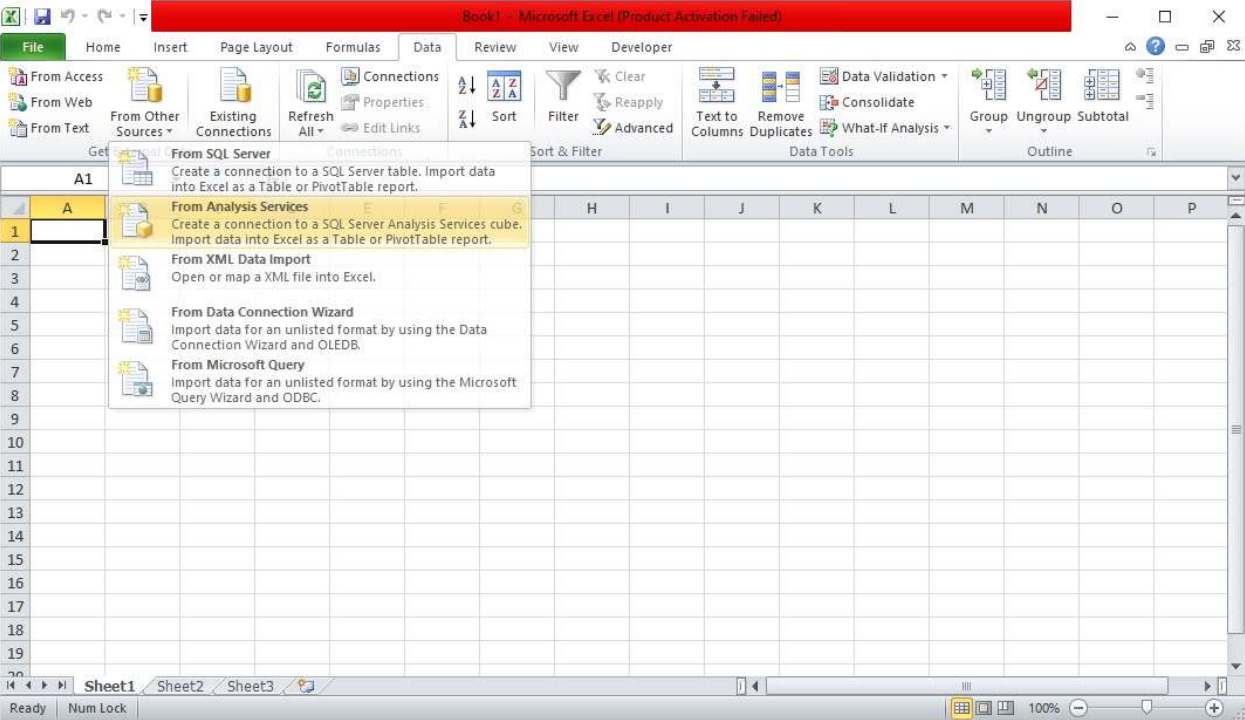 Book1 - Microsoft Excel (Product Activation Failed)
File Home Insert Page Layout Formulas Data Review View Developer
From Access
From Web
From Text
From Other Sources
Existing Connections
Refresh All
Connections
Properties
Edit Links
Connections
Sort
Filter
Clear
Reapply
Advanced
Sort & Filter
Text to Columns
Remove Duplicates
Data Validation
Consolidate
What-If Analysis
Data Tools
Group
Ungroup
Subtotal
Outline
Get
From SQL Server
Create a connection to a SQL Server table. Import data
into Excel as a Table or PivotTable report.
From Analysis Services
Create a connection to a SQL Server Analysis Services cube.
Import data into Excel as a Table or PivotTable report.
From XML Data Import
Open or map a XML file into Excel.
From Data Connection Wizard
Import data for an unlisted format by using the Data
Connection Wizard and OLEDB.
From Microsoft Query
Import data for an unlisted format by using the Microsoft
Query Wizard and ODBC.
A1
A E F G H I J K L M N O P
1
2
3
4
5
6
7
8
9
10
11
12
13
14
15
16
17
18
19
20
Sheet1 Sheet2 Sheet3
Ready Num Lock 100%